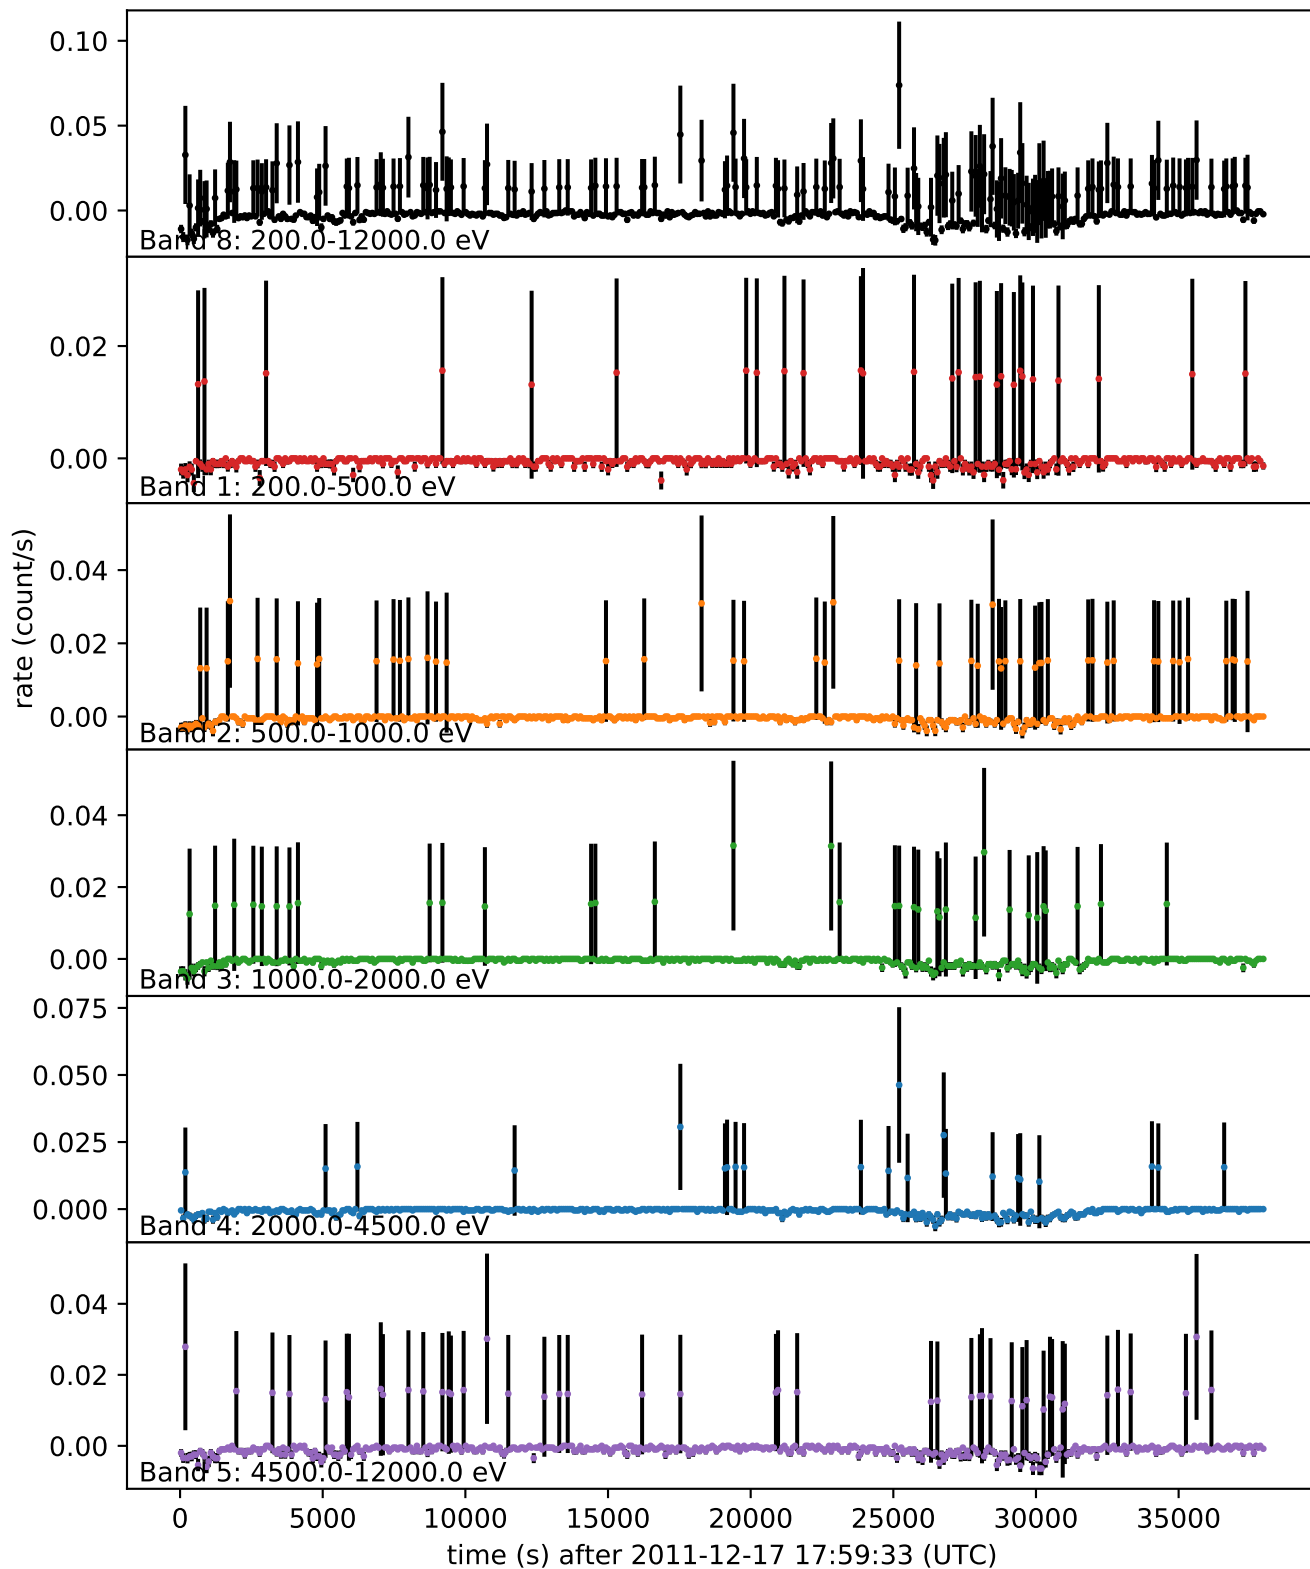 0.10
0.05
0.00
Band 8: 200.0-12000.0 eV
0.02
0.00
Band 1: 200.0-500.0 eV
0.04
0.02
0.00
Band 2: 500.0-1000.0 eV
rate (count/s)
0.04
0.02
0.00
Band 3: 1000.0-2000.0 eV
0.075
0.050
0.025
0.000
Band 4: 2000.0-4500.0 eV
0.04
0.02
0.00
Band 5: 4500.0-12000.0 eV
0 5000 10000 15000 20000 25000 30000 35000
time (s) after 2011-12-17 17:59:33 (UTC)